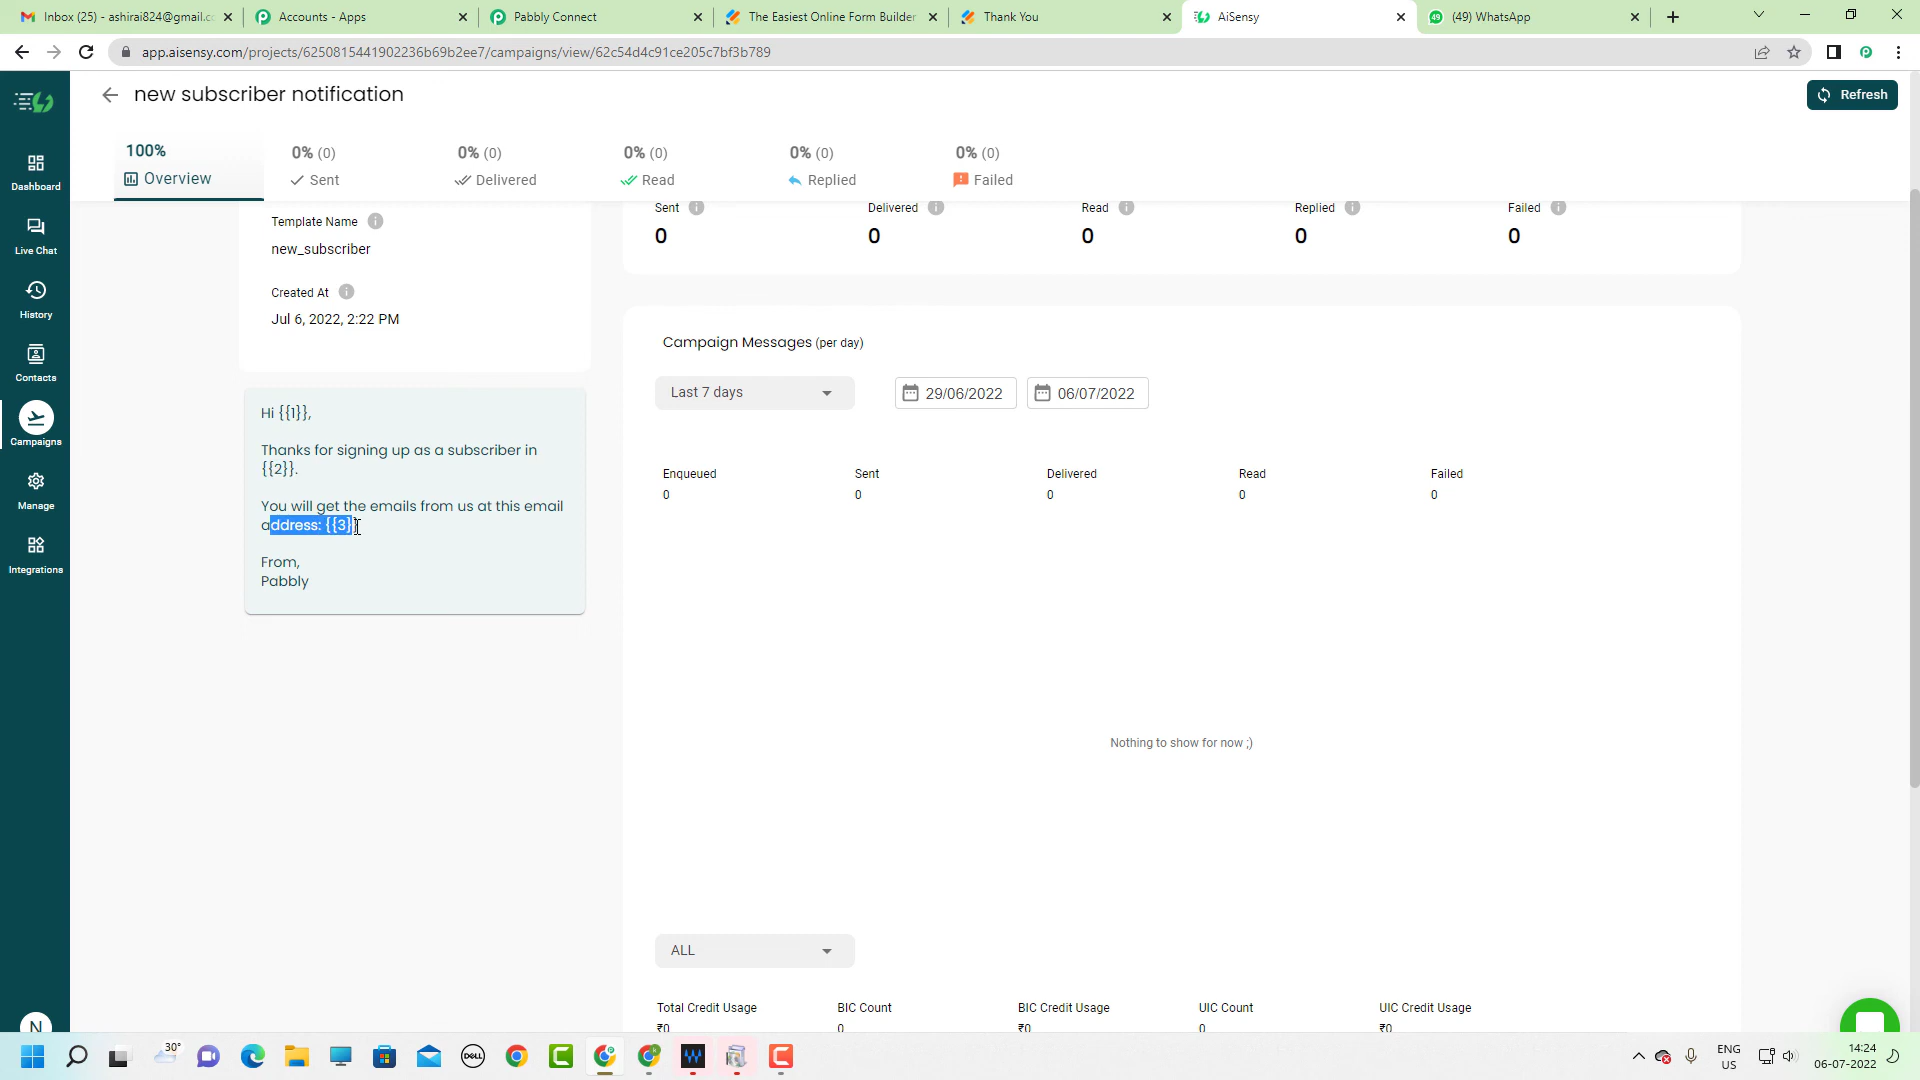 Inbox (25) - ashirai824@gmail.c
Accounts - Apps
Pabbly Connect
The Easiest Online Form Builder
Thank You
AiSensy
(49) WhatsApp
app.aisensy.com/projects/6250815441902236b69b2ee7/campaigns/view/62c54d4c91ce205c7bf3b789
new subscriber notification
Refresh
100%
Overview
0% (0)
Sent
0% (0)
Delivered
0% (0)
Read
0% (0)
Replied
0% (0)
Failed
Dashboard
Live Chat
History
Contacts
Campaigns
Manage
Integrations
N
Template Name
new_subscriber
Created At
Jul 6, 2022, 2:22 PM
Sent
0
Delivered
0
Read
0
Replied
0
Failed
0
Hi {{1}},
Thanks for signing up as a subscriber in
{{2}}.
You will get the emails from us at this email
address: {{3}}
From,
Pabbly
Campaign Messages (per day)
Last 7 days
29/06/2022
06/07/2022
Enqueued
0
Sent
0
Delivered
0
Read
0
Failed
0
Nothing to show for now ;)
ALL
Total Credit Usage
₹0
BIC Count
0
BIC Credit Usage
₹0
UIC Count
0
UIC Credit Usage
₹0
30°
DELL
ENG
US
14:24
06-07-2022